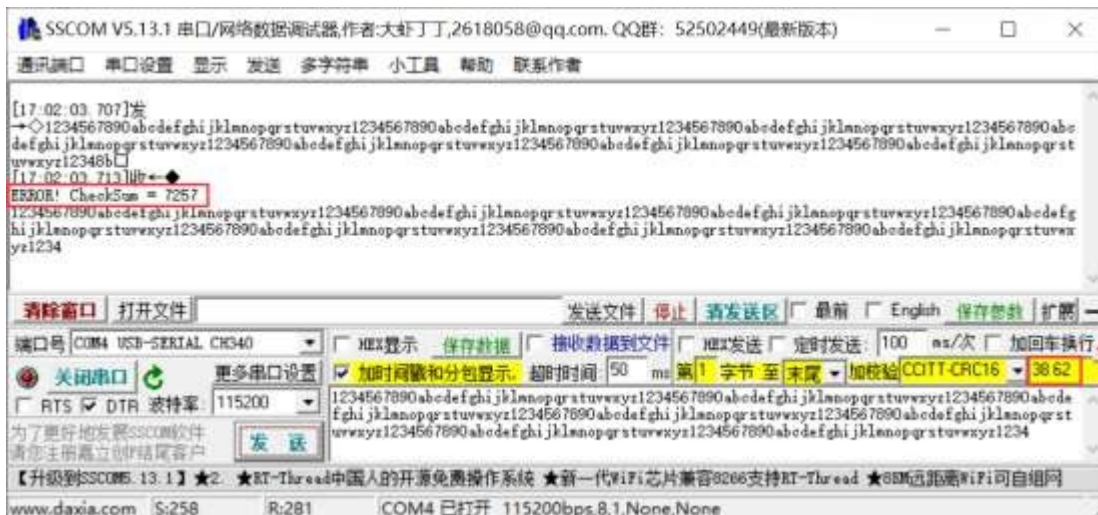 SSCOM V5.13.1 串口/网络数据调试器,作者:大虾丁丁,2618058@qq.com. QQ群: 52502449(最新版本)
通讯端口 串口设置 显示 发送 多字符串 小工具 帮助 联系作者
[17:02:03.707]发
→◇1234567890abcdefghijklmnopqrstuvwxyz1234567890abcdefghijklmnopqrstuvwxyz1234567890abcdefghijklmnopqrstuvwxyz1234567890abc
defghijklmnopqrstuvwxyz1234567890abcdefghijklmnopqrstuvwxyz1234567890abcdefghijklmnopqrstuvwxyz1234567890abcdefghijklmnopqrst
uvwxyz12348b□
[17:02:03.713]收←◆
ERROR! CheckSum = 7257
1234567890abcdefghijklmnopqrstuvwxyz1234567890abcdefghijklmnopqrstuvwxyz1234567890abcdefghijklmnopqrstuvwxyz1234567890abcdefg
hijklmnopqrstuvwxyz1234567890abcdefghijklmnopqrstuvwxyz1234567890abcdefghijklmnopqrstuvwxyz1234567890abcdefghijklmnopqrstuvwx
yz1234
清除窗口 打开文件 发送文件 停止 清发送区 最前 English 保存参数 扩展 —
端口号 COM4 USB-SERIAL CH340 HEX显示 保存数据 接收数据到文件 HEX发送 定时发送: 100 ms/次 加回车换行
关闭串口 更多串口设置 加时间戳和分包显示, 超时时间: 50 ms 第1 字节 至 末尾 加校验 CCITT-CRC16 38 62
RTS DTR 波特率: 115200 1234567890abcdefghijklmnopqrstuvwxyz1234567890abcdefghijklmnopqrstuvwxyz1234567890abcde
fghijklmnopqrstuvwxyz1234567890abcdefghijklmnopqrstuvwxyz1234567890abcdefghijklmnopqrst
为了更好地发展SSCOM软件 发 送 uvwxyz1234567890abcdefghijklmnopqrstuvwxyz1234
请您注册嘉立创F结尾客户
【升级到SSCOM5.13.1】★2. ★RT-Thread中国人的开源免费操作系统 ★新一代WiFi芯片兼容8266支持RT-Thread ★8KM远距离WiFi可自组网
www.daxia.com S:258 R:281 COM4 已打开 115200bps,8,1,None,None